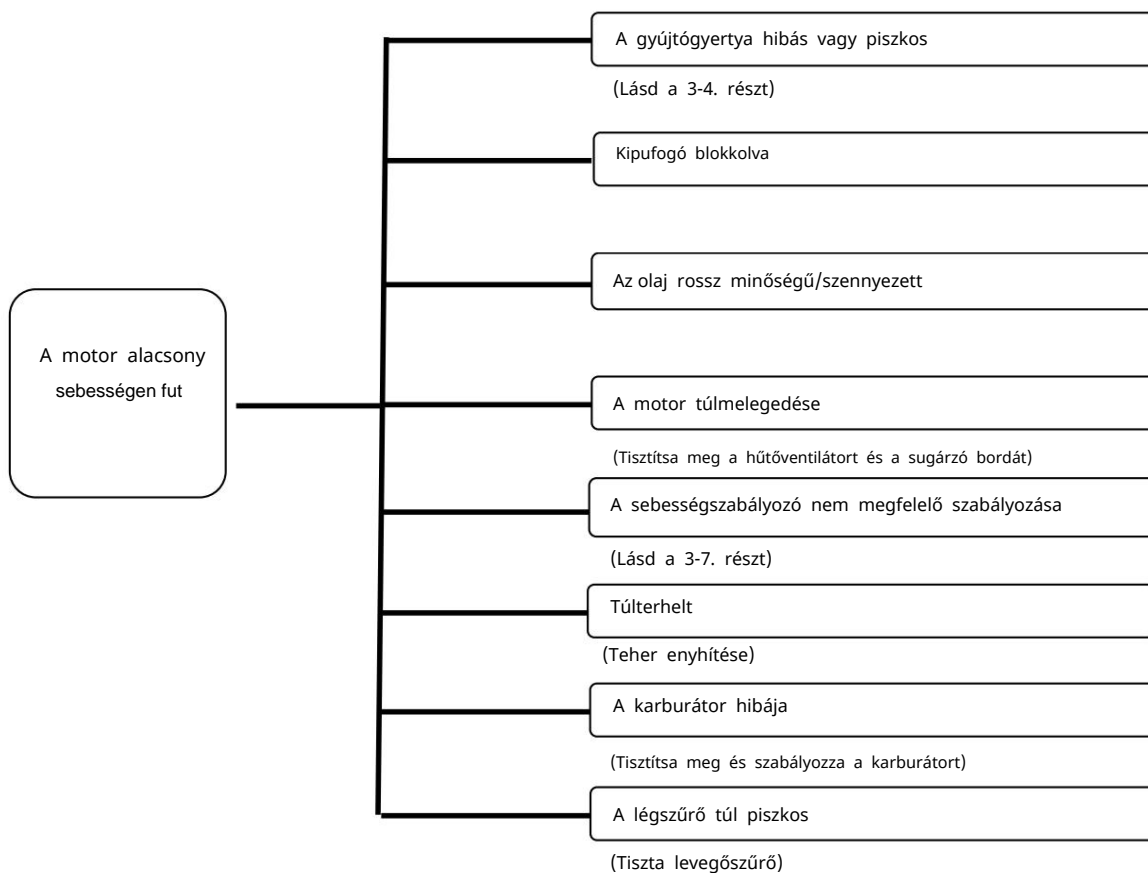 A gyújtógyertya hibás vagy piszkos
(Lásd a 3-4. részt)
Kipufogó blokkolva
Az olaj rossz minőségű/szennyezett
A motor alacsony
sebességen fut
A motor túlmelegedése
(Tisztítsa meg a hűtőventilátort és a sugárzó bordát)
A sebességszabályozó nem megfelelő szabályozása
(Lásd a 3-7. részt)
Túlterhelt
(Teher enyhítése)
A karburátor hibája
(Tisztítsa meg és szabályozza a karburátort)
A légszűrő túl piszkos
(Tiszta levegőszűrő)